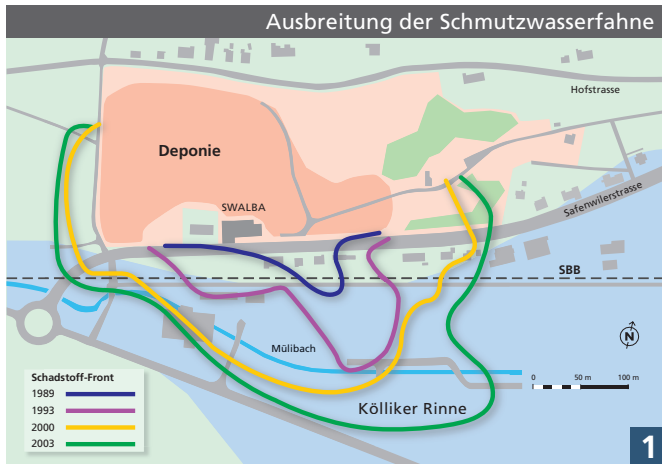 Ausbreitung der Schmutzwasserfahne
Hofstrasse
Deponie
SWALBA
Safenwilerstrasse
SBB
N
Mülibach
0 50 100 m
Schadstoff-Front
1989
1993
2000
2003
Kölliker Rinne
1